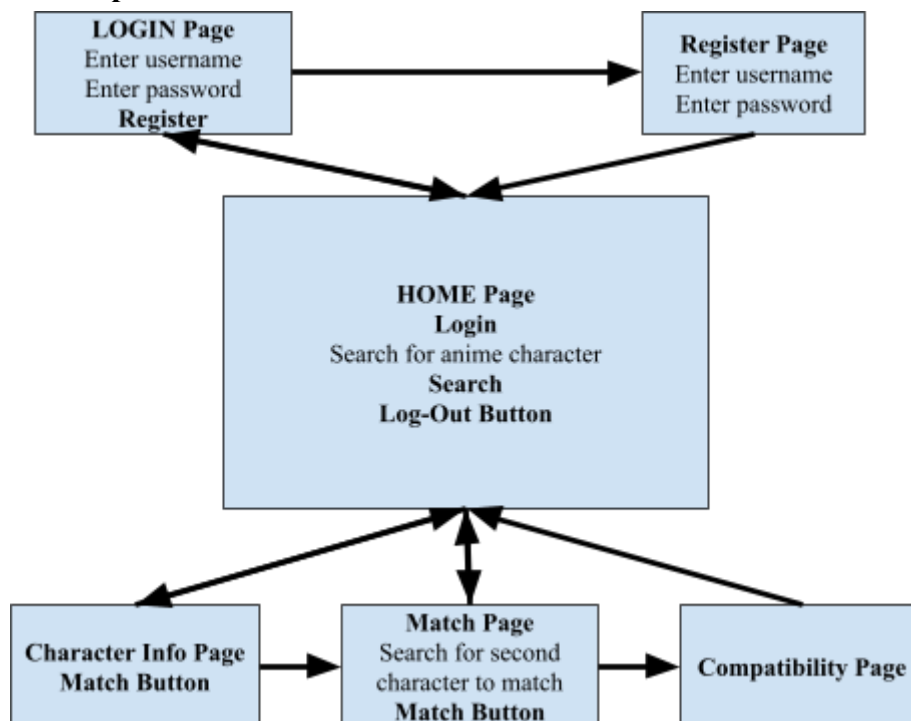 LOGIN Page
Enter username
Enter password
Register
Register Page
Enter username
Enter password
HOME Page
Login
Search for anime character
Search
Log-Out Button
Character Info Page
Match Button
Match Page
Search for second
character to match
Match Button
Compatibility Page